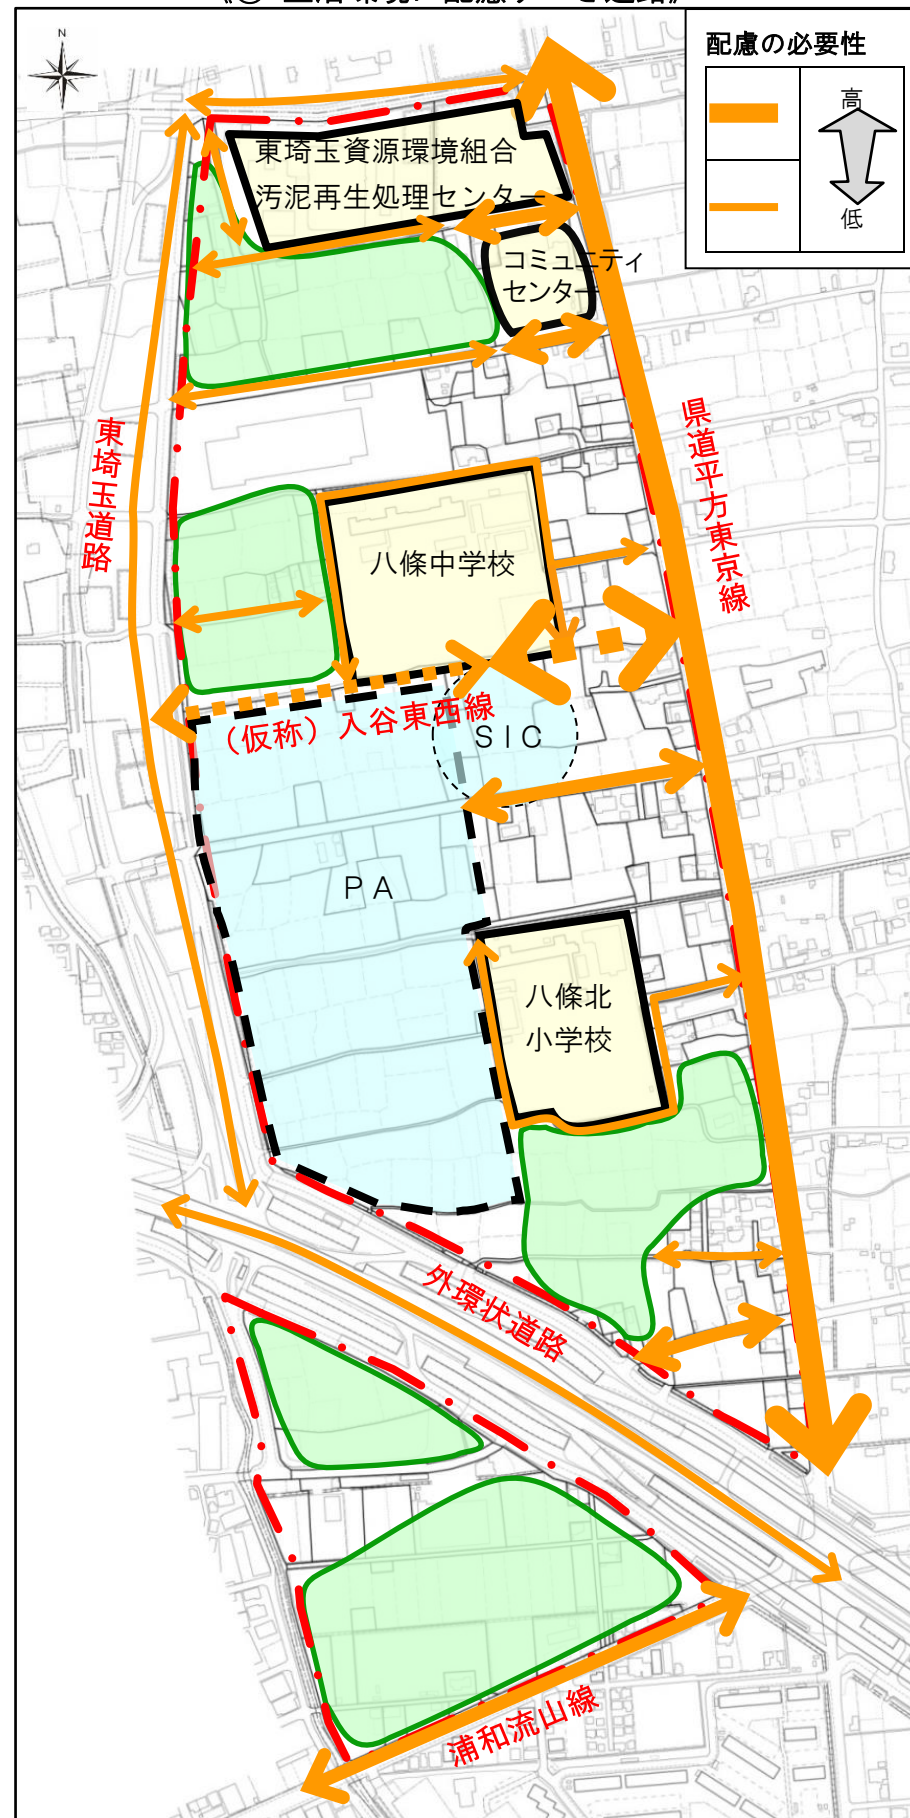 N
配慮の必要性
高
低
東埼玉資源環境組合
汚泥再生処理センター
コミュニティ
センター
東埼玉道路
県道平方東京線
八條中学校
（仮称）入谷東西線
ＳＩＣ
ＰＡ
八條北
小学校
外環状道路
浦和流山線